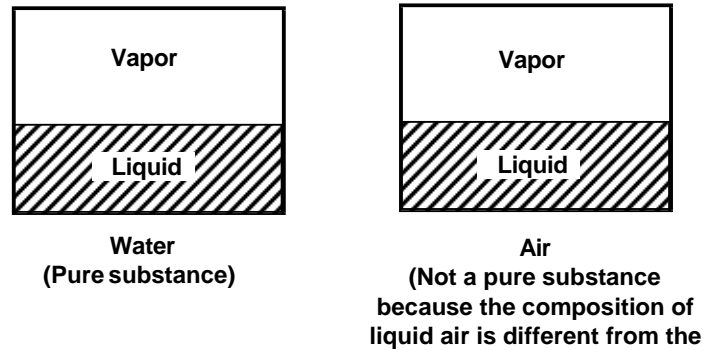 Vapor
Liquid
Water
(Pure substance)
Vapor
Liquid
Air
(Not a pure substance
because the composition of
liquid air is different from the